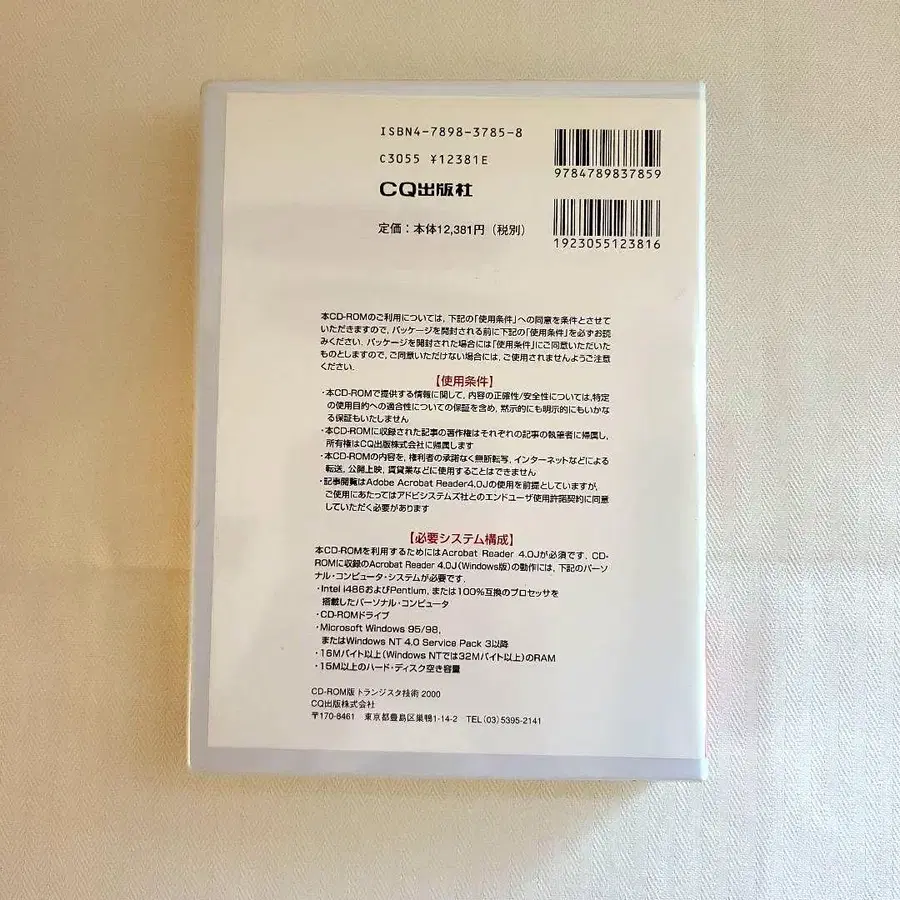 ISBN4-7898-3785-8
C3055 ¥12381E
CQ出版社
定価：本体12,381円（税別）
9784789837859
1923055123816
本CD-ROMのご利用については，下記の「使用条件」への同意を条件とさせて
いただきますので，パッケージを開封される前に下記の「使用条件」を必ずお読
みください．パッケージを開封された場合には「使用条件」にご同意いただいた
ものとしますので，ご同意いただけない場合には，ご使用されませんようご注意
ください．
【使用条件】
・本CD-ROMで提供する情報に関して，内容の正確性/安全性については,特定
の使用目的への適合性についての保証を含め，黙示的にも明示的にもいかな
る保証もいたしません
・本CD-ROMに収録された記事の著作権はそれぞれの記事の執筆者に帰属し，
所有権はCQ出版株式会社に帰属します
・本CD-ROMの内容を，権利者の承諾なく無断転写，インターネットなどによる
転送，公開上映，賃貸業などに使用することはできません
・記事閲覧はAdobe Acrobat Reader4.0Jの使用を前提としていますが，
ご使用にあたってはアドビシステムズ社とのエンドユーザ使用許諾契約に同意
していただく必要があります
【必要システム構成】
本CD-ROMを利用するためにはAcrobat Reader 4.0Jが必須です．CD-
ROMに収録のAcrobat Reader 4.0J(Windows版)の動作には，下記のパーソ
ナル・コンピュータ・システムが必要です．
・Intel i486およびPentium，または100%互換のプロセッサを
搭載したパーソナル・コンピュータ
・CD-ROMドライブ
・Microsoft Windows 95/98，
またはWindows NT 4.0 Service Pack 3以降
・16Mバイト以上(Windows NTでは32Mバイト以上)のRAM
・15M以上のハード・ディスク空き容量
CD-ROM版 トランジスタ技術 2000
CQ出版株式会社
〒170-8461 東京都豊島区巣鴨1-14-2 TEL(03)5395-2141